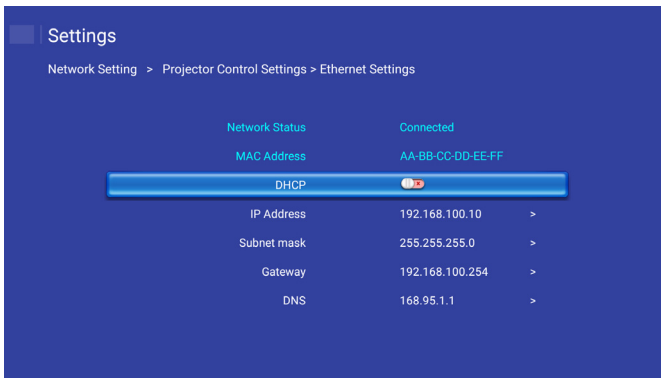 Settings
Network Setting > Projector Control Settings > Ethernet Settings
Network Status Connected
MAC Address AA-BB-CC-DD-EE-FF
DHCP
IP Address 192.168.100.10 >
Subnet mask 255.255.255.0 >
Gateway 192.168.100.254 >
DNS 168.95.1.1 >